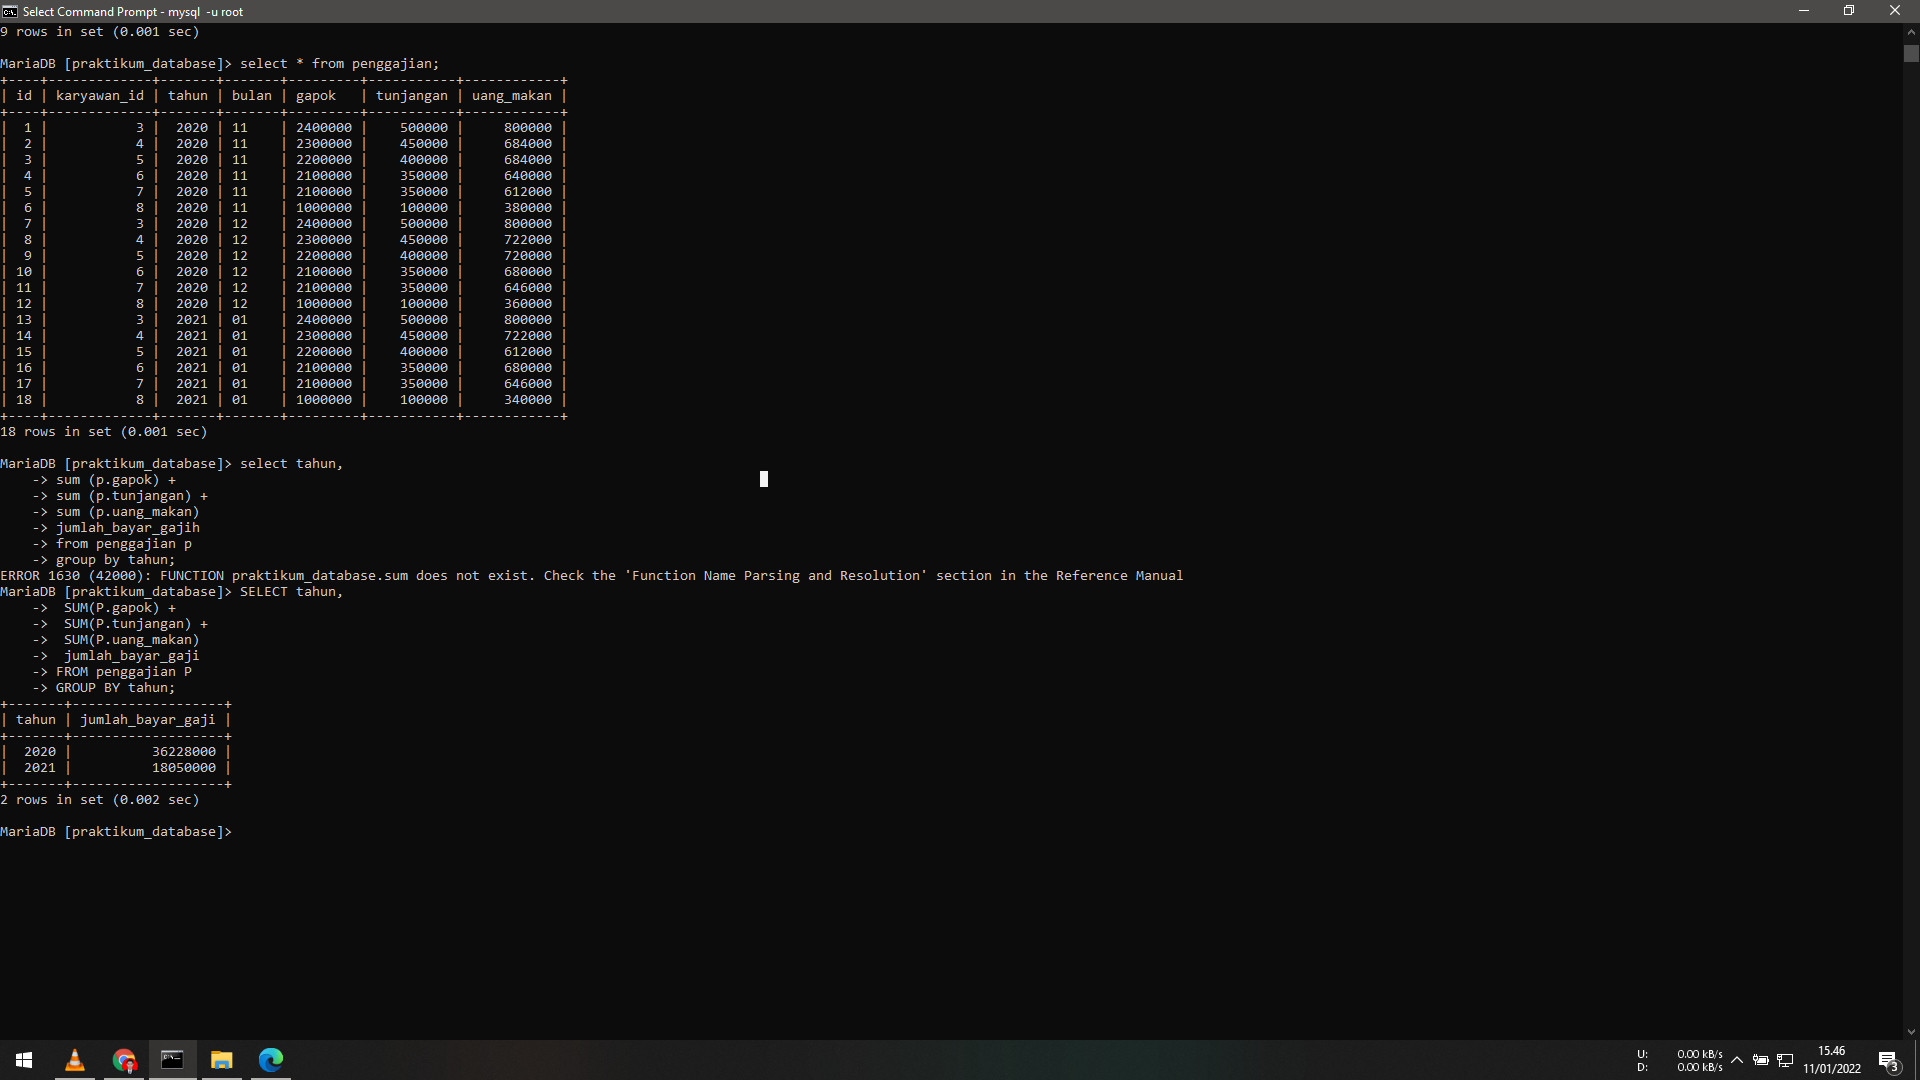 Select Command Prompt - mysql  -u root
9 rows in set (0.001 sec)
MariaDB [praktikum_database]> select * from penggajian;
+----+-------------+-------+-------+---------+-----------+------------+
| id | karyawan_id | tahun | bulan | gapok   | tunjangan | uang_makan |
+----+-------------+-------+-------+---------+-----------+------------+
|  1 |           3 |  2020 | 11    | 2400000 |    500000 |     800000 |
|  2 |           4 |  2020 | 11    | 2300000 |    450000 |     684000 |
|  3 |           5 |  2020 | 11    | 2200000 |    400000 |     684000 |
|  4 |           6 |  2020 | 11    | 2100000 |    350000 |     640000 |
|  5 |           7 |  2020 | 11    | 2100000 |    350000 |     612000 |
|  6 |           8 |  2020 | 11    | 1000000 |    100000 |     380000 |
|  7 |           3 |  2020 | 12    | 2400000 |    500000 |     800000 |
|  8 |           4 |  2020 | 12    | 2300000 |    450000 |     722000 |
|  9 |           5 |  2020 | 12    | 2200000 |    400000 |     720000 |
| 10 |           6 |  2020 | 12    | 2100000 |    350000 |     680000 |
| 11 |           7 |  2020 | 12    | 2100000 |    350000 |     646000 |
| 12 |           8 |  2020 | 12    | 1000000 |    100000 |     360000 |
| 13 |           3 |  2021 | 01    | 2400000 |    500000 |     800000 |
| 14 |           4 |  2021 | 01    | 2300000 |    450000 |     722000 |
| 15 |           5 |  2021 | 01    | 2200000 |    400000 |     612000 |
| 16 |           6 |  2021 | 01    | 2100000 |    350000 |     680000 |
| 17 |           7 |  2021 | 01    | 2100000 |    350000 |     646000 |
| 18 |           8 |  2021 | 01    | 1000000 |    100000 |     340000 |
+----+-------------+-------+-------+---------+-----------+------------+
18 rows in set (0.001 sec)
MariaDB [praktikum_database]> select tahun,
    -> sum (p.gapok) +
    -> sum (p.tunjangan) +
    -> sum (p.uang_makan)
    -> jumlah_bayar_gajih
    -> from penggajian p
    -> group by tahun;
ERROR 1630 (42000): FUNCTION praktikum_database.sum does not exist. Check the 'Function Name Parsing and Resolution' section in the Reference Manual
MariaDB [praktikum_database]> SELECT tahun,
    ->  SUM(P.gapok) +
    ->  SUM(P.tunjangan) +
    ->  SUM(P.uang_makan)
    ->  jumlah_bayar_gaji
    -> FROM penggajian P
    -> GROUP BY tahun;
+-------+-------------------+
| tahun | jumlah_bayar_gaji |
+-------+-------------------+
|  2020 |          36228000 |
|  2021 |          18050000 |
+-------+-------------------+
2 rows in set (0.002 sec)
MariaDB [praktikum_database]>
U: 0.00 kB/s
D: 0.00 kB/s
15.46
11/01/2022
3